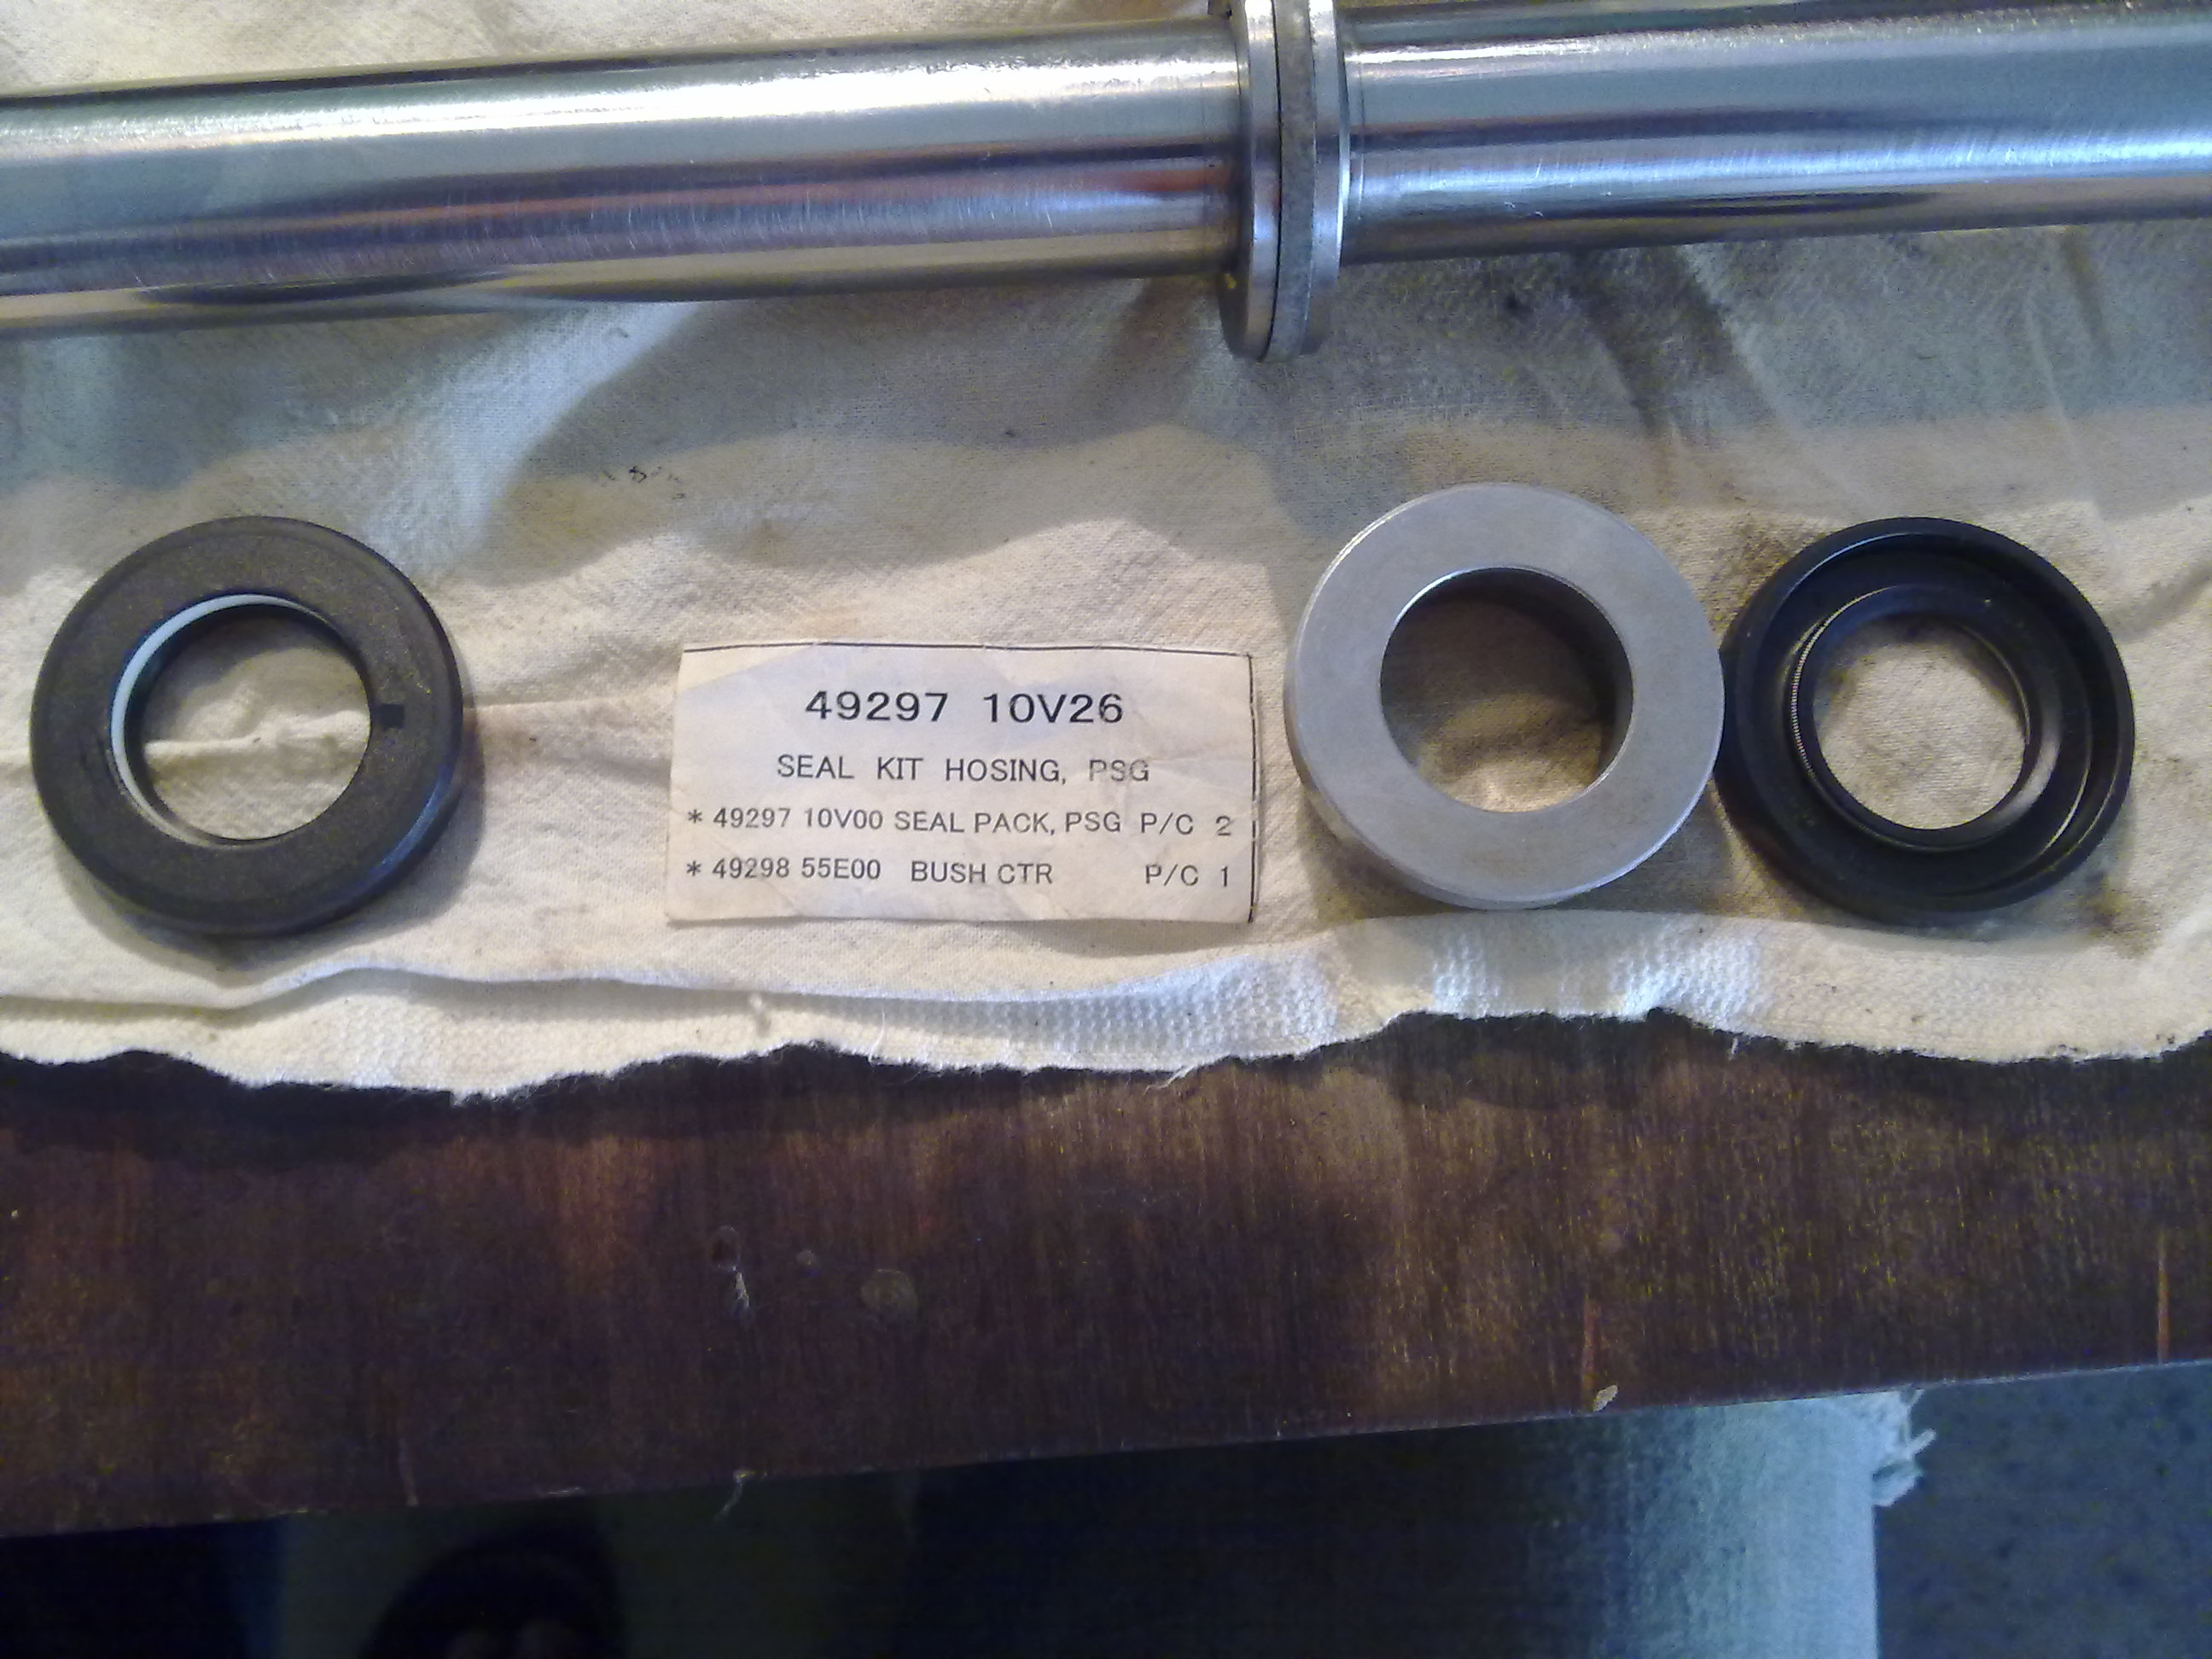 49297 10V26
SEAL KIT HOSING, PSG
* 49297 10V00 SEAL PACK, PSG P/C 2
* 49298 55E00 BUSH CTR P/C 1